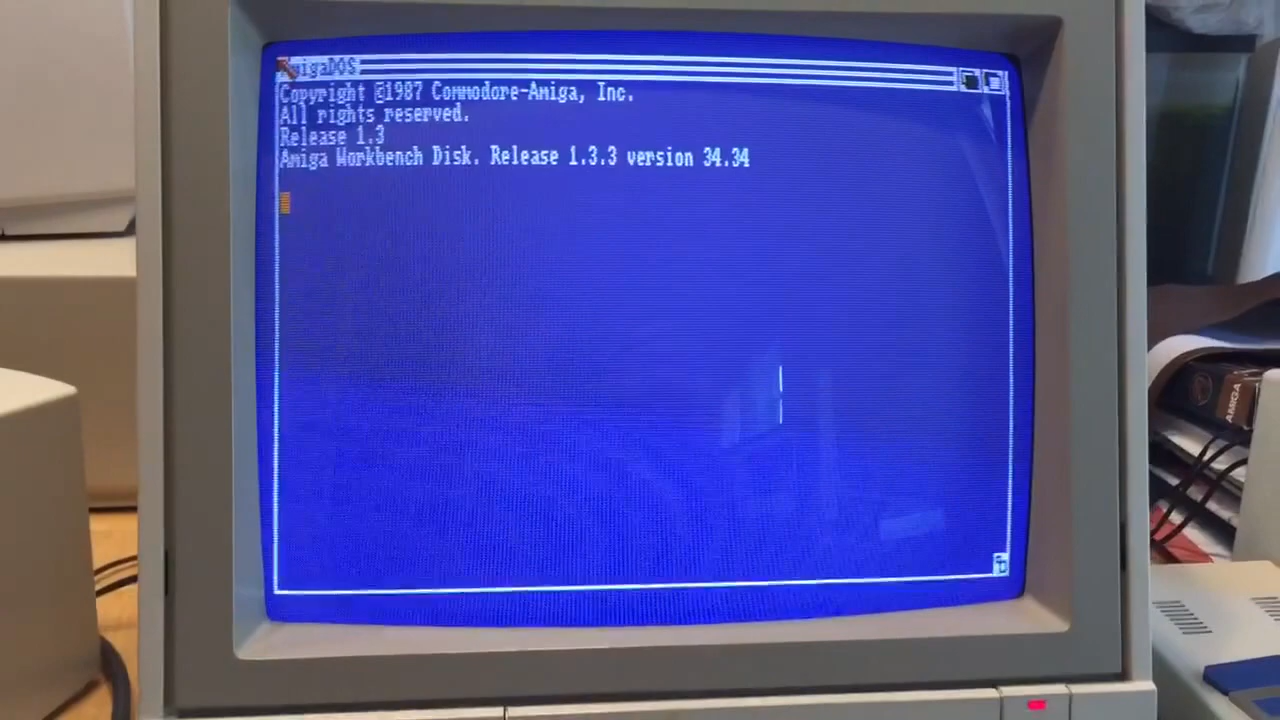 AmigaDOS
Copyright ©1987 Commodore-Amiga, Inc.
All rights reserved.
Release 1.3
Amiga Workbench Disk. Release 1.3.3 version 34.34
AMIGA